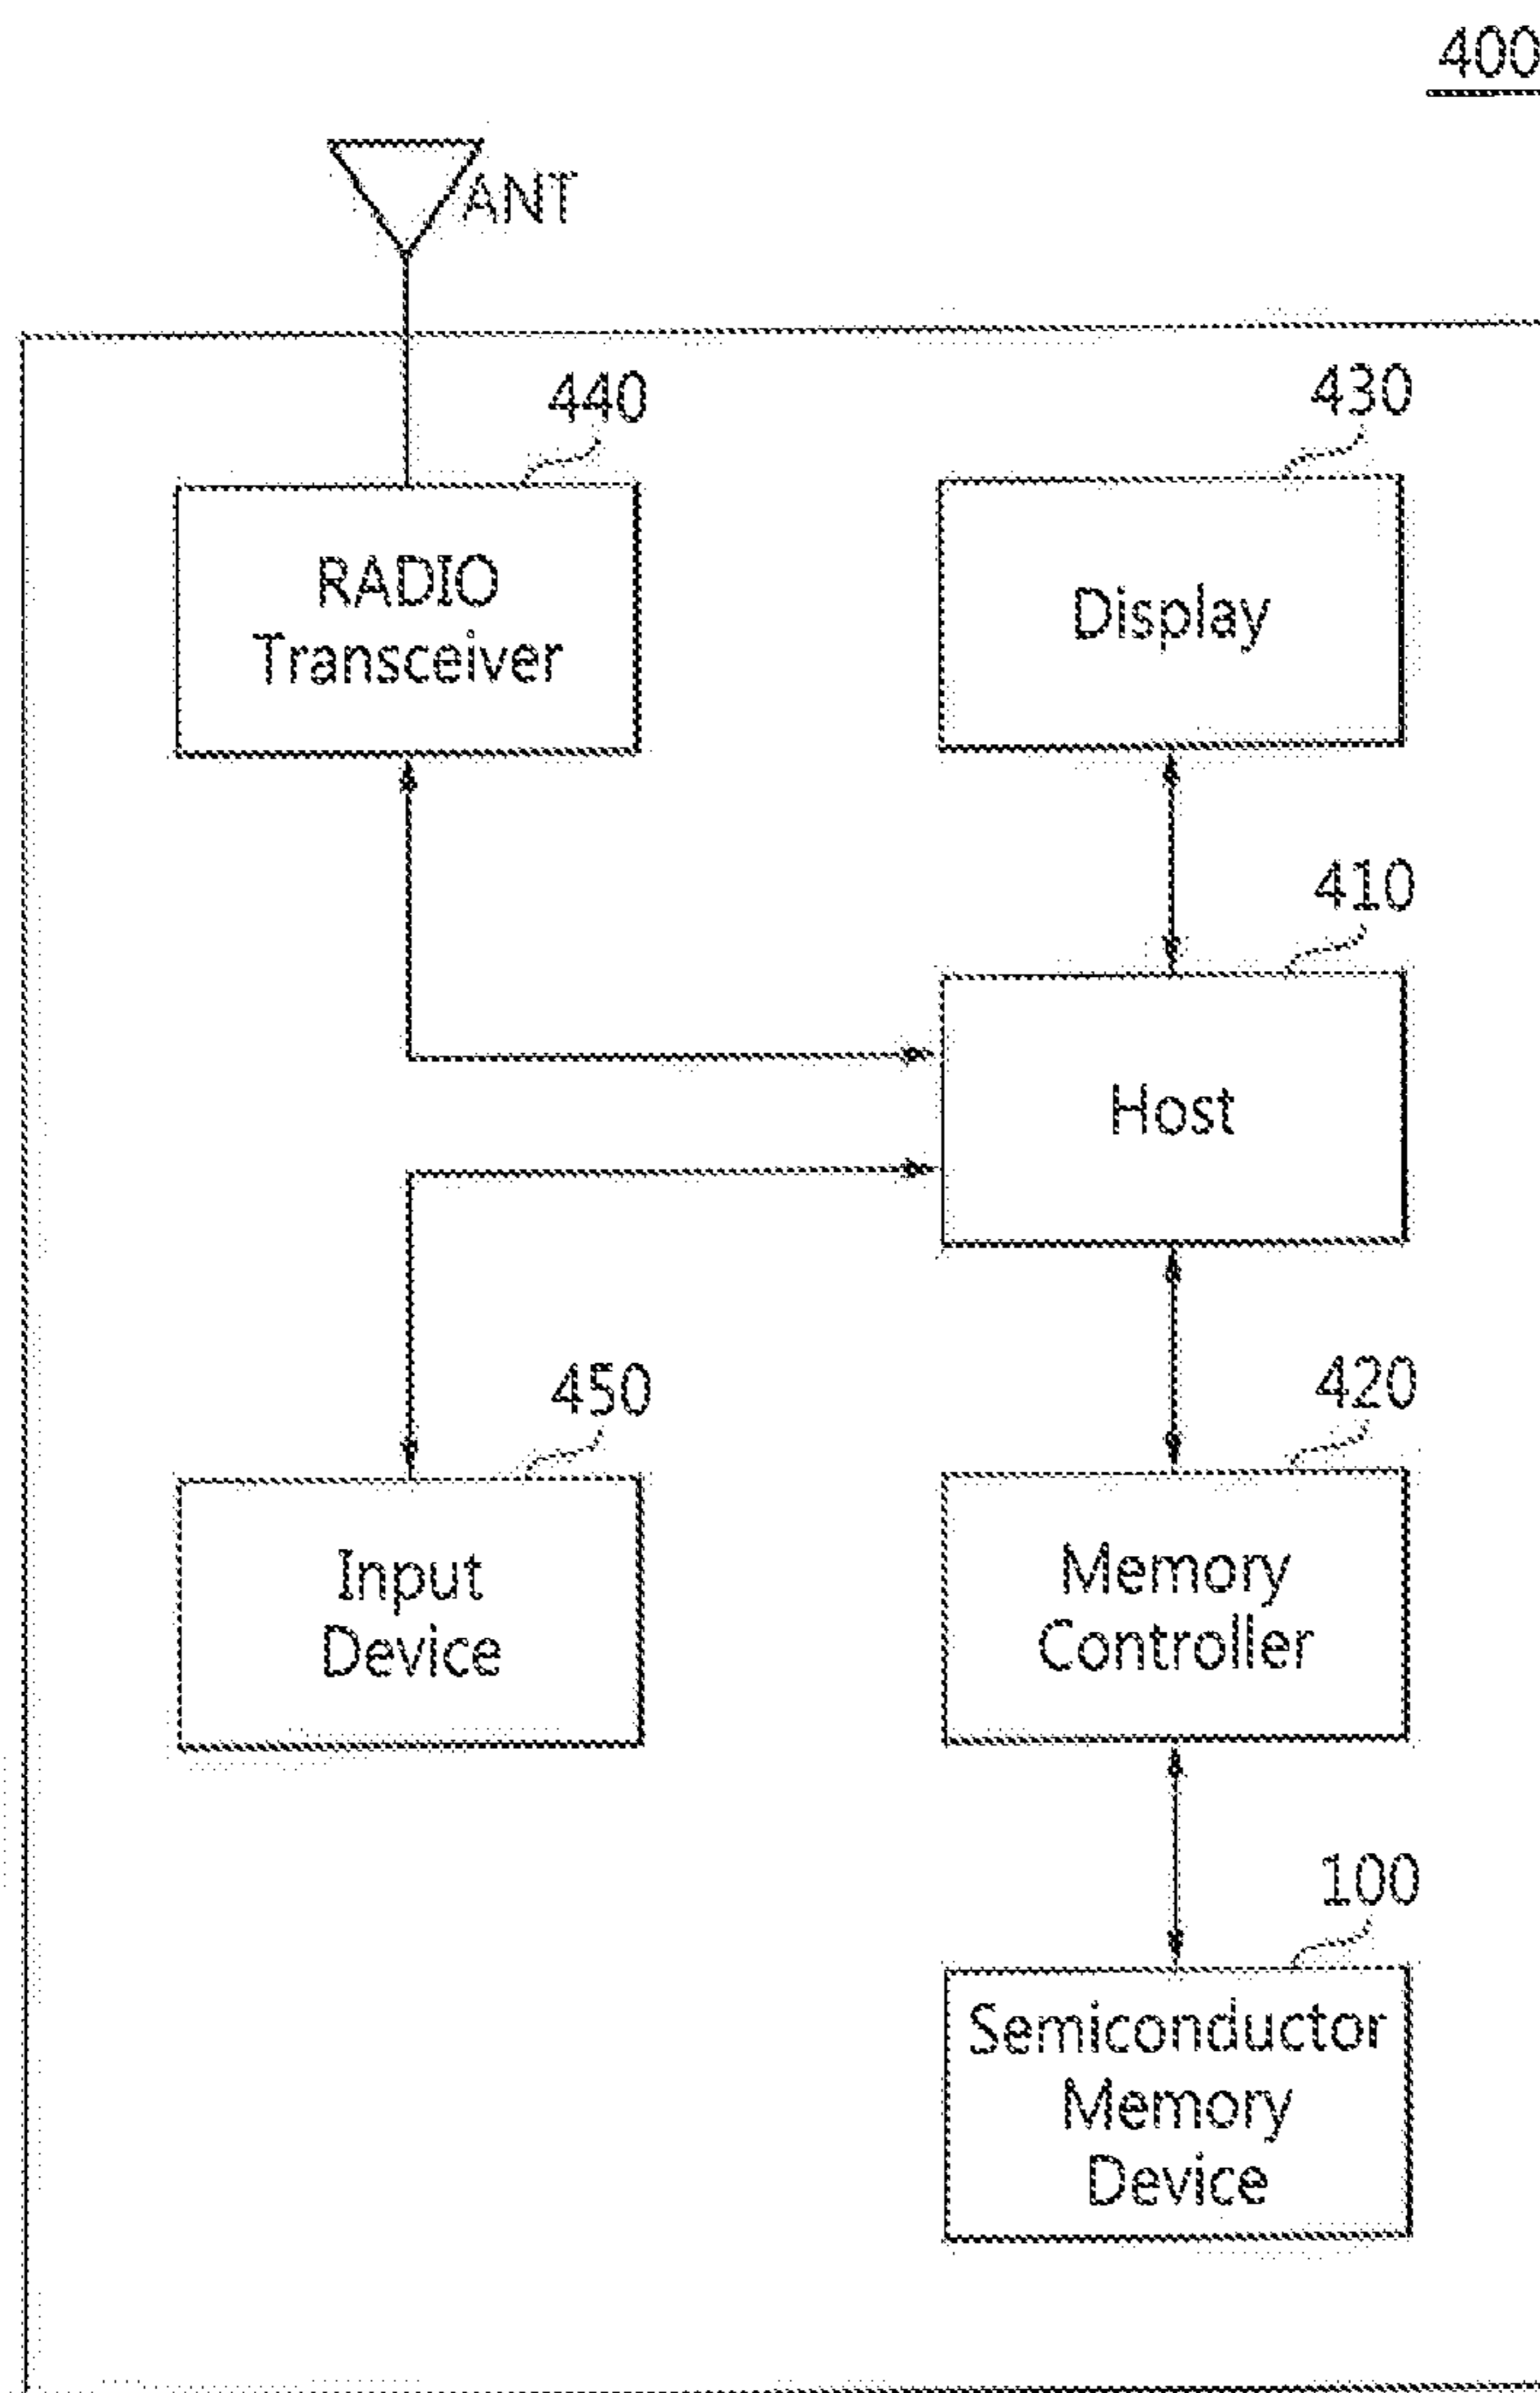 400
ANT
440
430
RADIO
Transceiver
Display
410
Host
450
420
Input
Device
Memory
Controller
100
Semiconductor
Memory
Device